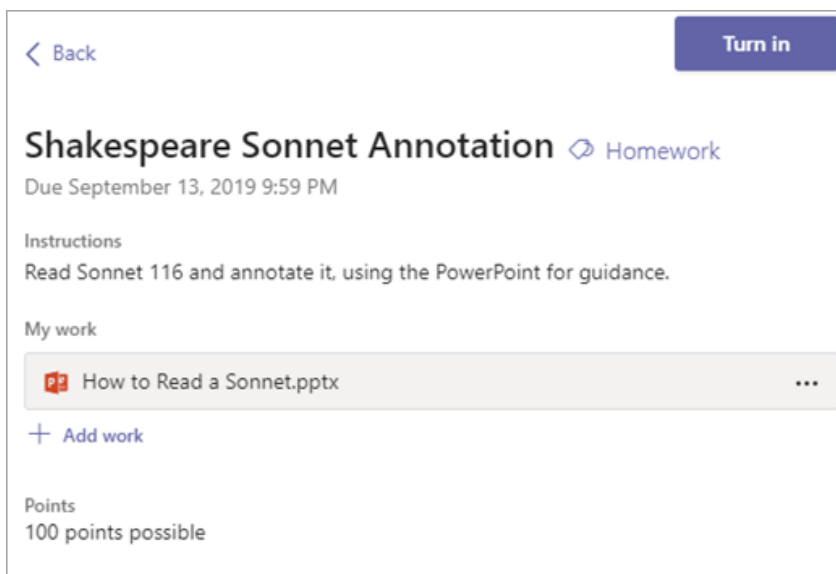 Back
Turn in
Shakespeare Sonnet Annotation Homework
Due September 13, 2019 9:59 PM
Instructions
Read Sonnet 116 and annotate it, using the PowerPoint for guidance.
My work
How to Read a Sonnet.pptx
Add work
Points
100 points possible